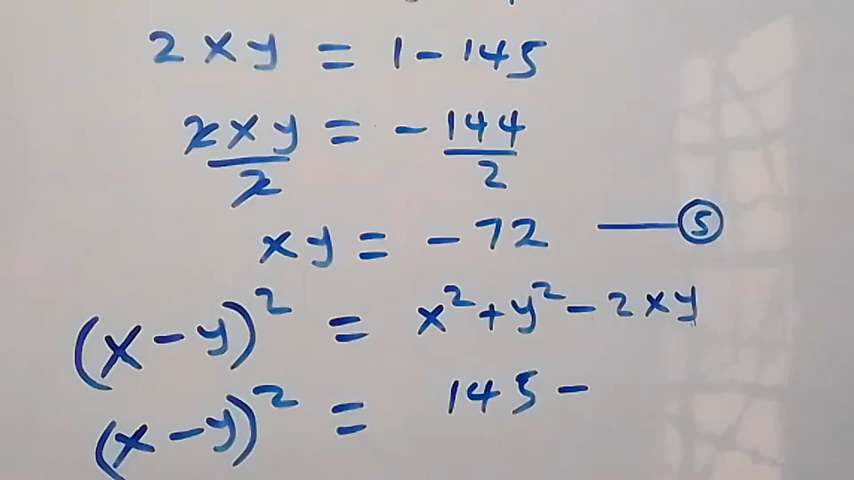 2xy = 1 - 145
2xy/2 = -144/2
xy = -72 —— ⑤
(x-y)² = x²+y²-2xy
(x-y)² = 145 -